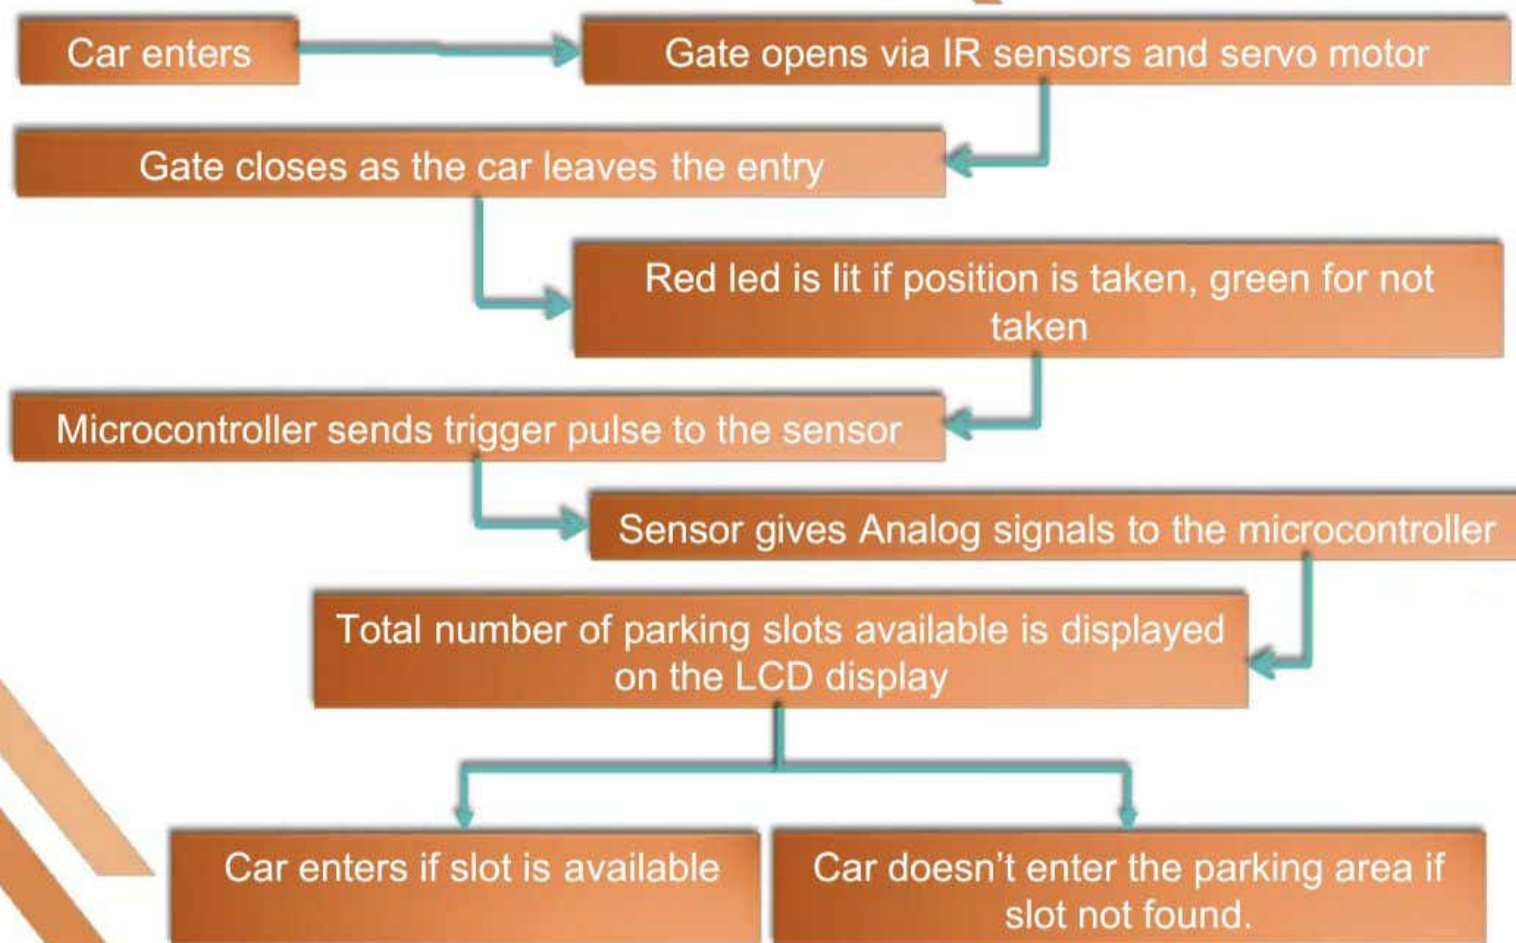 Car enters
Gate opens via IR sensors and servo motor
Gate closes as the car leaves the entry
Red led is lit if position is taken, green for not
taken
Microcontroller sends trigger pulse to the sensor
Sensor gives Analog signals to the microcontroller
Total number of parking slots available is displayed
on the LCD display
Car enters if slot is available
Car doesn’t enter the parking area if
slot not found.